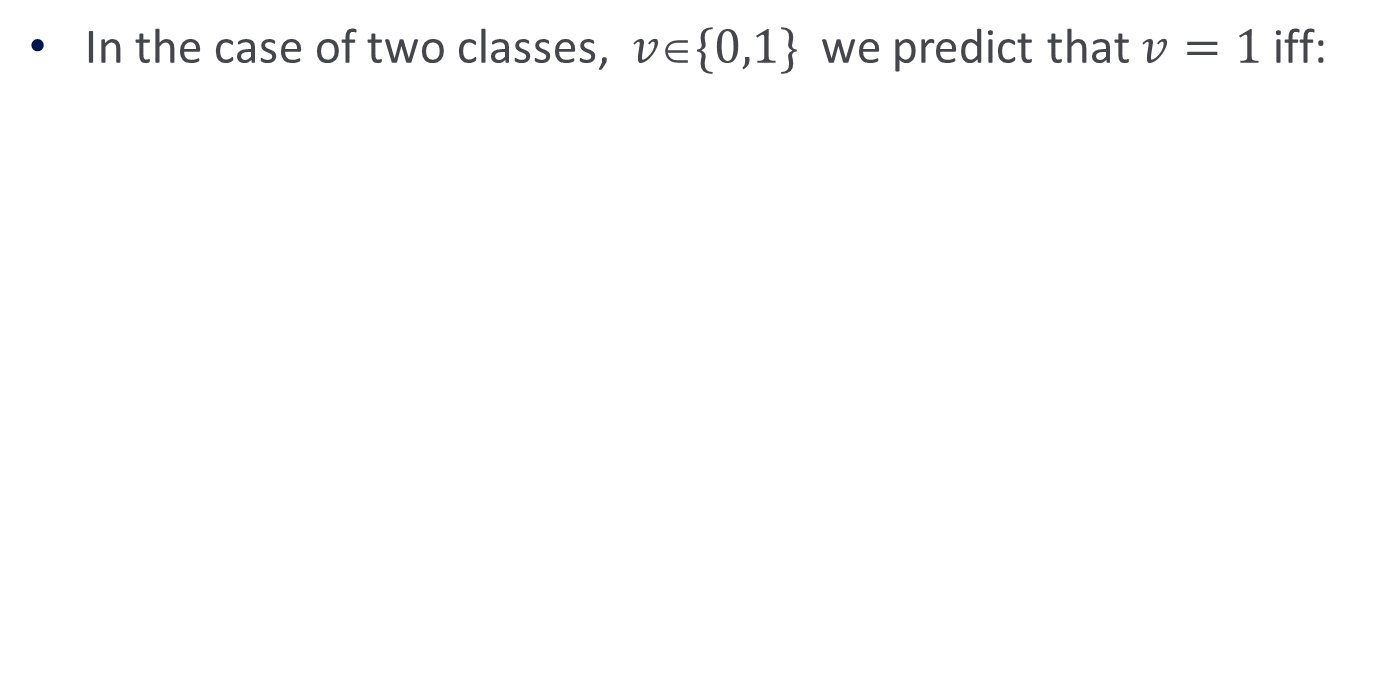 • In the case of two classes, v∈{0,1} we predict that v = 1 iff: